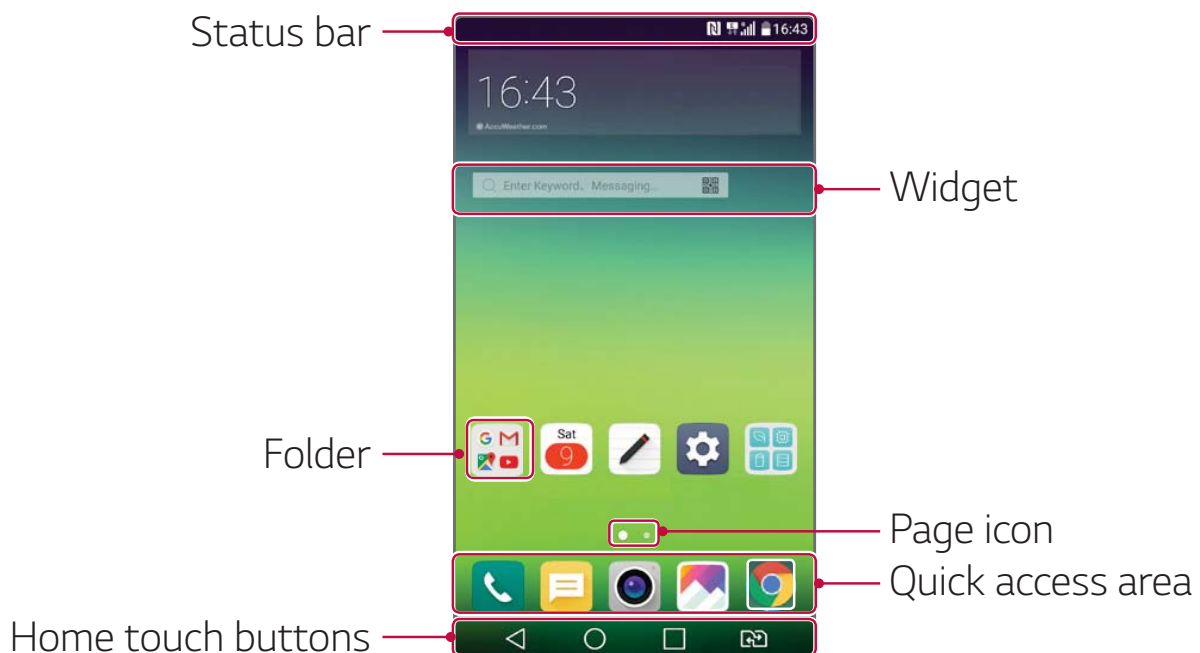 Status bar
16:43
16:43
AccuWeather.com
Enter Keyword、Messaging...
Widget
Folder
G M
Sat
9
Page icon
Quick access area
Home touch buttons